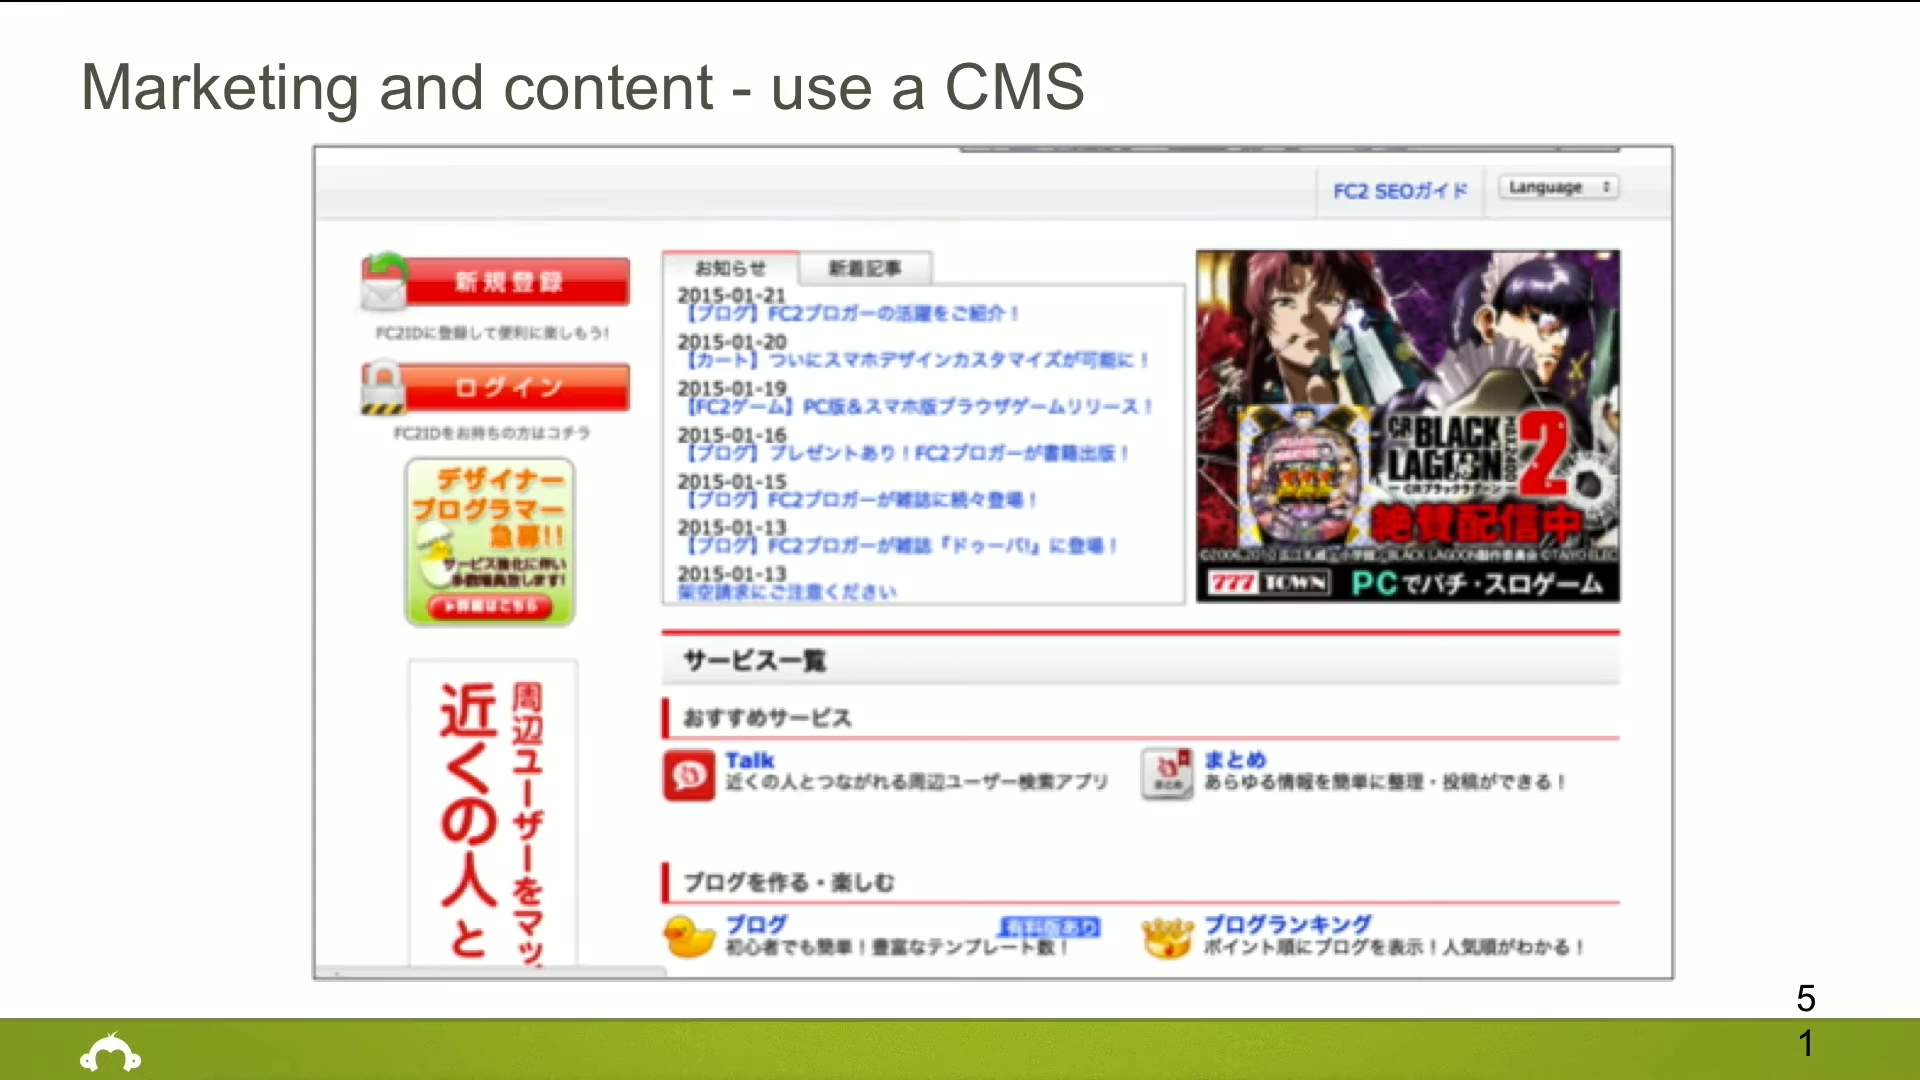 Marketing and content - use a CMS
FC2 SEOガイド
Language
新規登録
FC2IDに登録して便利に楽しもう!
ログイン
FC2IDをお持ちの方はコチラ
デザイナー
プログラマー
急募!!
サービス強化に伴い
多数増員致します!
詳細はこちら
周辺ユーザーをマッ
近くの人と
お知らせ
新着記事
2015-01-21
【ブログ】FC2ブロガーの活躍をご紹介！
2015-01-20
【カート】ついにスマホデザインカスタマイズが可能に！
2015-01-19
【FC2ゲーム】PC版&スマホ版ブラウザゲームリリース！
2015-01-16
【ブログ】プレゼントあり！FC2ブロガーが書籍出版！
2015-01-15
【ブログ】FC2ブロガーが雑誌に続々登場！
2015-01-13
【ブログ】FC2ブロガーが雑誌『ドゥーパ!』に登場！
2015-01-13
架空請求にご注意ください
CR BLACK
LAGOON 2
CRブラックラグーン
絶賛配信中
777 TOWN PCでパチ・スロゲーム
サービス一覧
おすすめサービス
Talk
近くの人とつながれる周辺ユーザー検索アプリ
まとめ
あらゆる情報を簡単に整理・投稿ができる！
ブログを作る・楽しむ
ブログ
有料版あり
初心者でも簡単！豊富なテンプレート数！
ブログランキング
ポイント順にブログを表示！人気順がわかる！
5
1